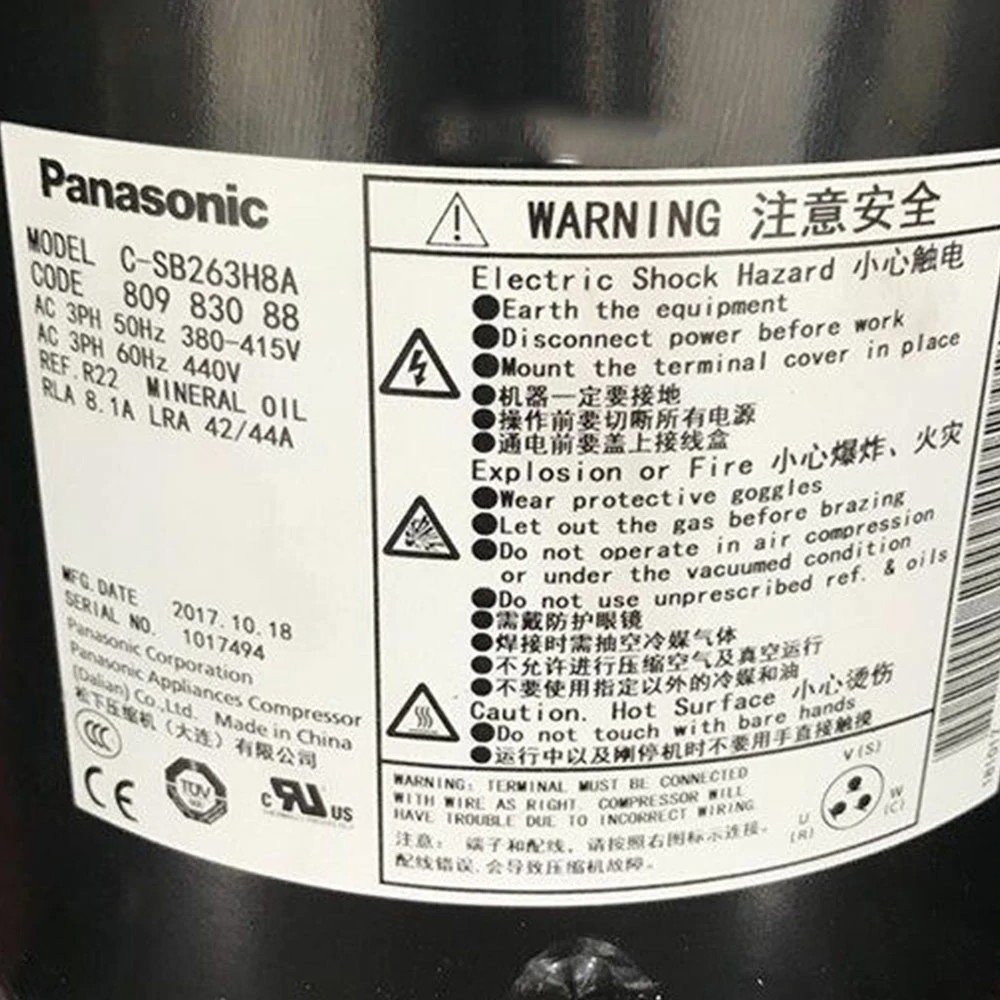 Panasonic
MODEL C-SB263H8A
CODE 809 830 88
AC 3PH 50Hz 380-415V
AC 3PH 60Hz 440V
REF.R22 MINERAL OIL
RLA 8.1A LRA 42/44A
MFG.DATE 2017.10.18
SERIAL NO. 1017494
Panasonic Corporation
Panasonic Appliances Compressor
(Dalian) Co.,Ltd. Made in China
松下压缩机（大连）有限公司
CCC
CE
TÜV
c RU US
WARNING 注意安全
Electric Shock Hazard 小心触电
●Earth the equipment
●Disconnect power before work
●Mount the terminal cover in place
●机器一定要接地
●操作前要切断所有电源
●通电前要盖上接线盒
Explosion or Fire 小心爆炸、火灾
●Wear protective goggles
●Let out the gas before brazing
●Do not operate in air compression
or under the vacuumed condition
●Do not use unprescribed ref. & oils
●需戴防护眼镜
●焊接时需抽空冷媒气体
●不允许进行压缩空气及真空运行
●不要使用指定以外的冷媒和油
Caution. Hot Surface 小心烫伤
●Do not touch with bare hands
●运行中以及刚停机时不要用手直接触摸
WARNING: TERMINAL MUST BE CONNECTED
WITH WIRE AS RIGHT. COMPRESSOR WILL
HAVE TROUBLE DUE TO INCORRECT WIRING.
注意： 端子和配线，请按照右图标示连接。
配线错误,会导致压缩机故障。
V(S)
U
(R)
W
(C)